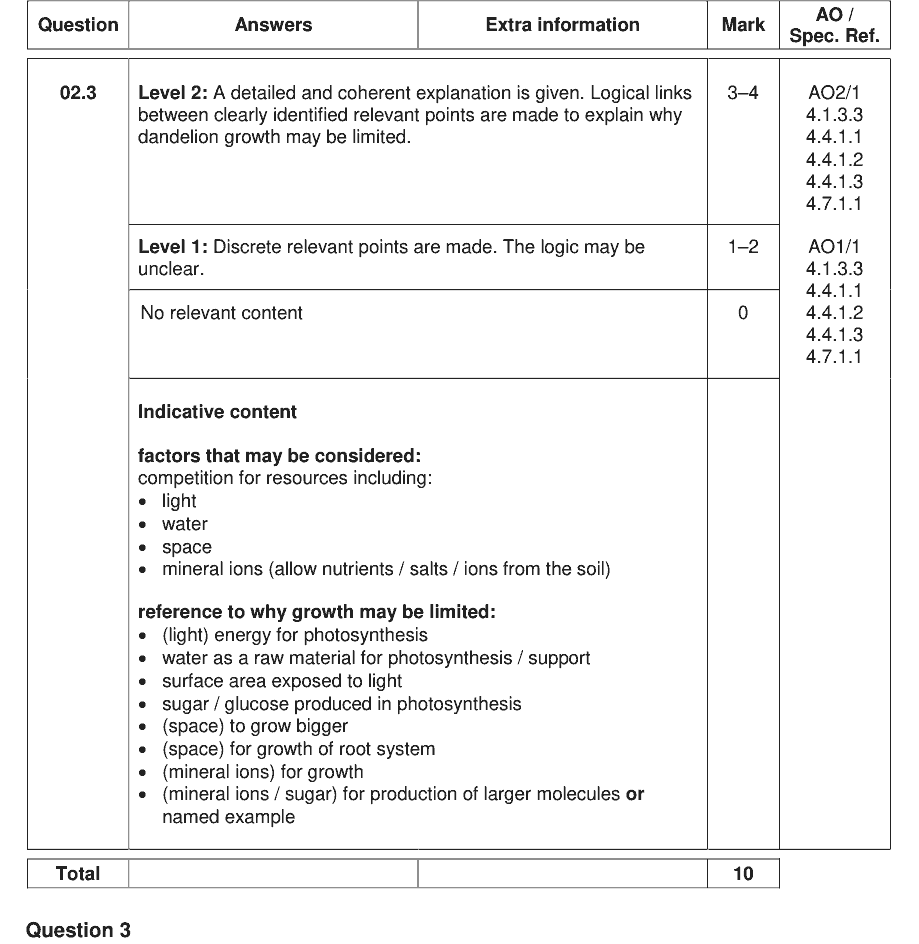 Question Answers Extra information Mark AO /
Spec. Ref.
02.3 Level 2: A detailed and coherent explanation is given. Logical links 3–4 AO2/1
between clearly identified relevant points are made to explain why 4.1.3.3
dandelion growth may be limited. 4.4.1.1
4.4.1.2
4.4.1.3
4.7.1.1
Level 1: Discrete relevant points are made. The logic may be 1–2 AO1/1
unclear. 4.1.3.3
4.4.1.1
No relevant content 0 4.4.1.2
4.4.1.3
4.7.1.1
Indicative content
factors that may be considered:
competition for resources including:
• light
• water
• space
• mineral ions (allow nutrients / salts / ions from the soil)
reference to why growth may be limited:
• (light) energy for photosynthesis
• water as a raw material for photosynthesis / support
• surface area exposed to light
• sugar / glucose produced in photosynthesis
• (space) to grow bigger
• (space) for growth of root system
• (mineral ions) for growth
• (mineral ions / sugar) for production of larger molecules or
named example
Total 10
Question 3